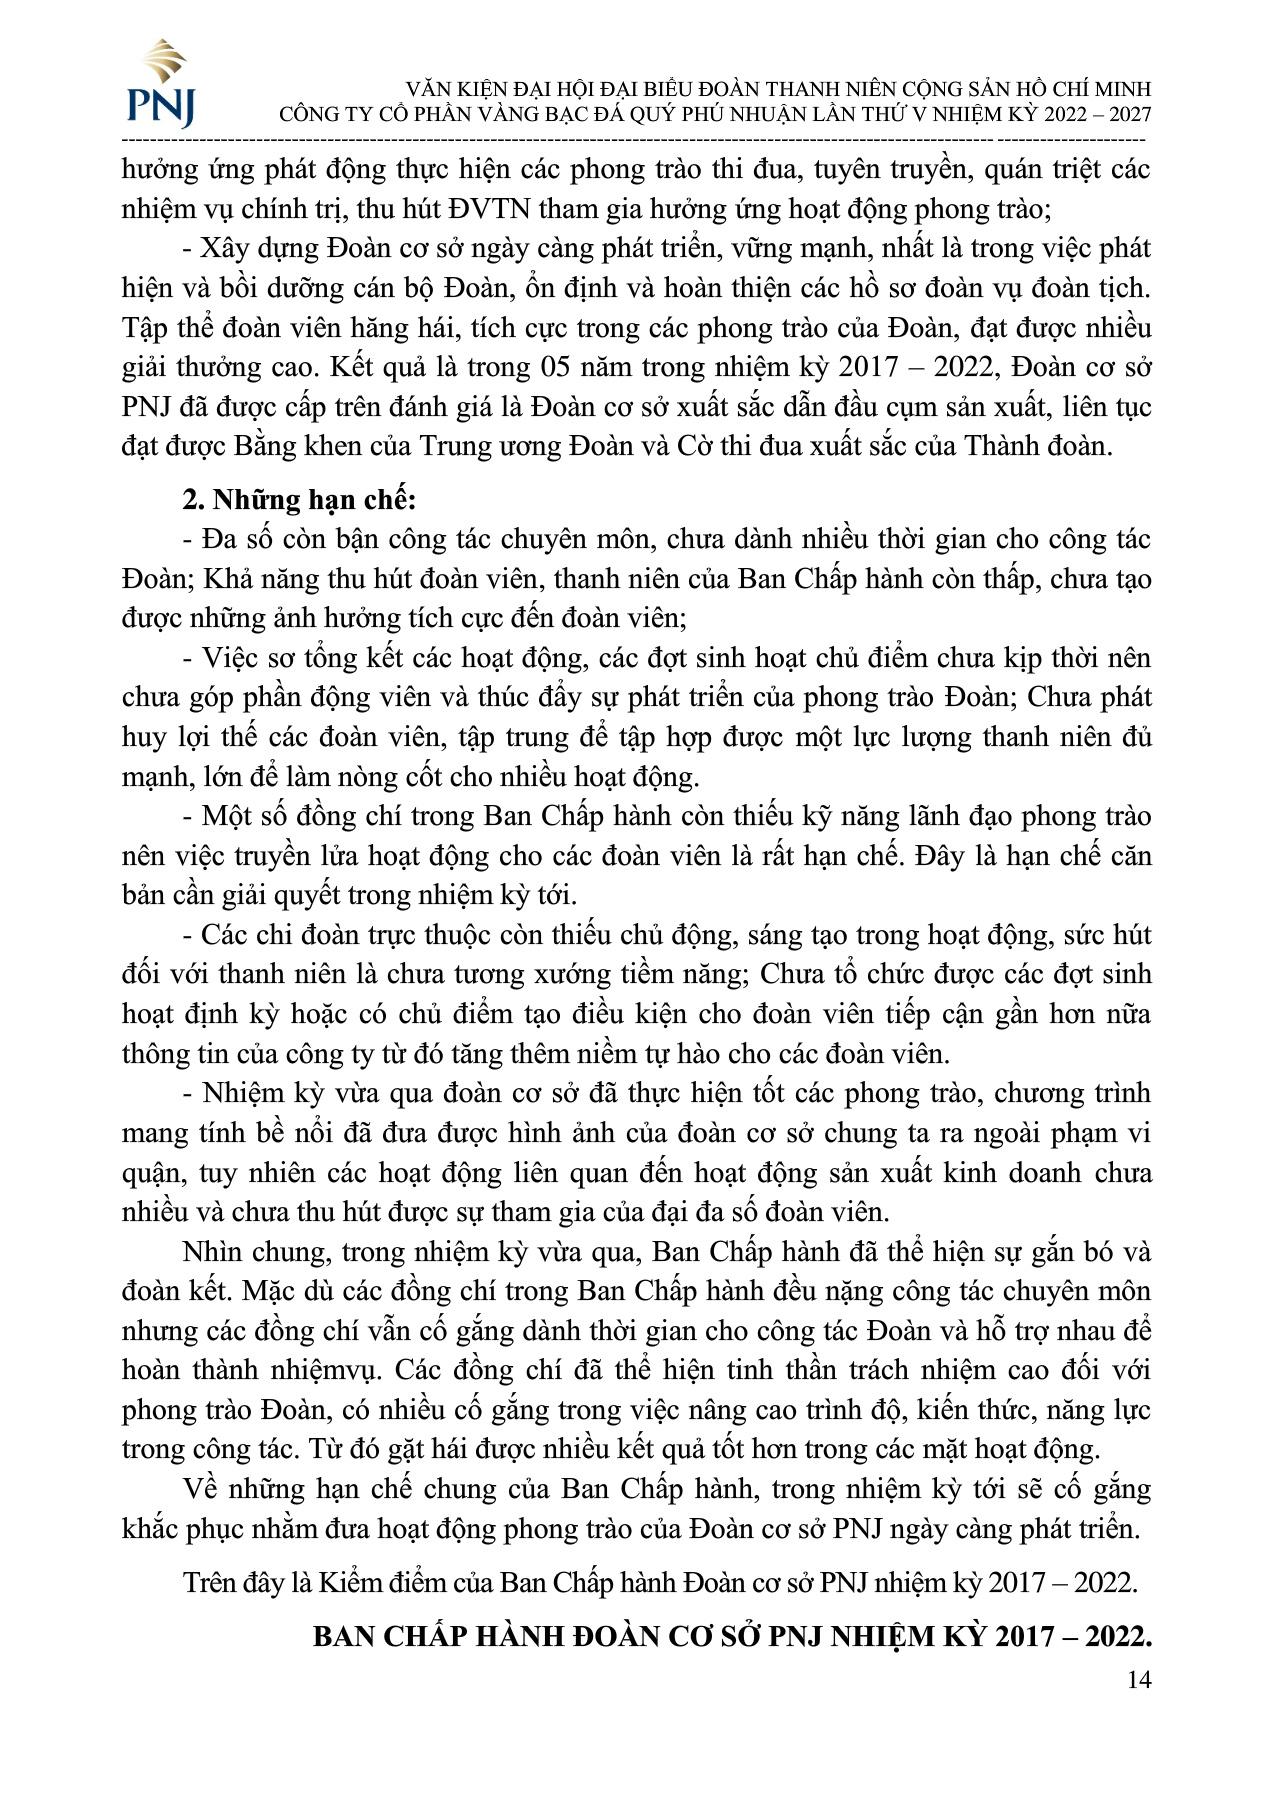 PNJ
VĂN KIỆN ĐẠI HỘI ĐẠI BIỂU ĐOÀN THANH NIÊN CỘNG SẢN HỒ CHÍ MINH
CÔNG TY CỔ PHẦN VÀNG BẠC ĐÁ QUÝ PHÚ NHUẬN LẦN THỨ V NHIỆM KỲ 2022 – 2027
hưởng ứng phát động thực hiện các phong trào thi đua, tuyên truyền, quán triệt các
nhiệm vụ chính trị, thu hút ĐVTN tham gia hưởng ứng hoạt động phong trào;
- Xây dựng Đoàn cơ sở ngày càng phát triển, vững mạnh, nhất là trong việc phát
hiện và bồi dưỡng cán bộ Đoàn, ổn định và hoàn thiện các hồ sơ đoàn vụ đoàn tịch.
Tập thể đoàn viên hăng hái, tích cực trong các phong trào của Đoàn, đạt được nhiều
giải thưởng cao. Kết quả là trong 05 năm trong nhiệm kỳ 2017 – 2022, Đoàn cơ sở
PNJ đã được cấp trên đánh giá là Đoàn cơ sở xuất sắc dẫn đầu cụm sản xuất, liên tục
đạt được Bằng khen của Trung ương Đoàn và Cờ thi đua xuất sắc của Thành đoàn.
2. Những hạn chế:
- Đa số còn bận công tác chuyên môn, chưa dành nhiều thời gian cho công tác
Đoàn; Khả năng thu hút đoàn viên, thanh niên của Ban Chấp hành còn thấp, chưa tạo
được những ảnh hưởng tích cực đến đoàn viên;
- Việc sơ tổng kết các hoạt động, các đợt sinh hoạt chủ điểm chưa kịp thời nên
chưa góp phần động viên và thúc đẩy sự phát triển của phong trào Đoàn; Chưa phát
huy lợi thế các đoàn viên, tập trung để tập hợp được một lực lượng thanh niên đủ
mạnh, lớn để làm nòng cốt cho nhiều hoạt động.
- Một số đồng chí trong Ban Chấp hành còn thiếu kỹ năng lãnh đạo phong trào
nên việc truyền lửa hoạt động cho các đoàn viên là rất hạn chế. Đây là hạn chế căn
bản cần giải quyết trong nhiệm kỳ tới.
- Các chi đoàn trực thuộc còn thiếu chủ động, sáng tạo trong hoạt động, sức hút
đối với thanh niên là chưa tương xướng tiềm năng; Chưa tổ chức được các đợt sinh
hoạt định kỳ hoặc có chủ điểm tạo điều kiện cho đoàn viên tiếp cận gần hơn nữa
thông tin của công ty từ đó tăng thêm niềm tự hào cho các đoàn viên.
- Nhiệm kỳ vừa qua đoàn cơ sở đã thực hiện tốt các phong trào, chương trình
mang tính bề nổi đã đưa được hình ảnh của đoàn cơ sở chung ta ra ngoài phạm vi
quận, tuy nhiên các hoạt động liên quan đến hoạt động sản xuất kinh doanh chưa
nhiều và chưa thu hút được sự tham gia của đại đa số đoàn viên.
Nhìn chung, trong nhiệm kỳ vừa qua, Ban Chấp hành đã thể hiện sự gắn bó và
đoàn kết. Mặc dù các đồng chí trong Ban Chấp hành đều nặng công tác chuyên môn
nhưng các đồng chí vẫn cố gắng dành thời gian cho công tác Đoàn và hỗ trợ nhau để
hoàn thành nhiệmvụ. Các đồng chí đã thể hiện tinh thần trách nhiệm cao đối với
phong trào Đoàn, có nhiều cố gắng trong việc nâng cao trình độ, kiến thức, năng lực
trong công tác. Từ đó gặt hái được nhiều kết quả tốt hơn trong các mặt hoạt động.
Về những hạn chế chung của Ban Chấp hành, trong nhiệm kỳ tới sẽ cố gắng
khắc phục nhằm đưa hoạt động phong trào của Đoàn cơ sở PNJ ngày càng phát triển.
Trên đây là Kiểm điểm của Ban Chấp hành Đoàn cơ sở PNJ nhiệm kỳ 2017 – 2022.
BAN CHẤP HÀNH ĐOÀN CƠ SỞ PNJ NHIỆM KỲ 2017 – 2022.
14